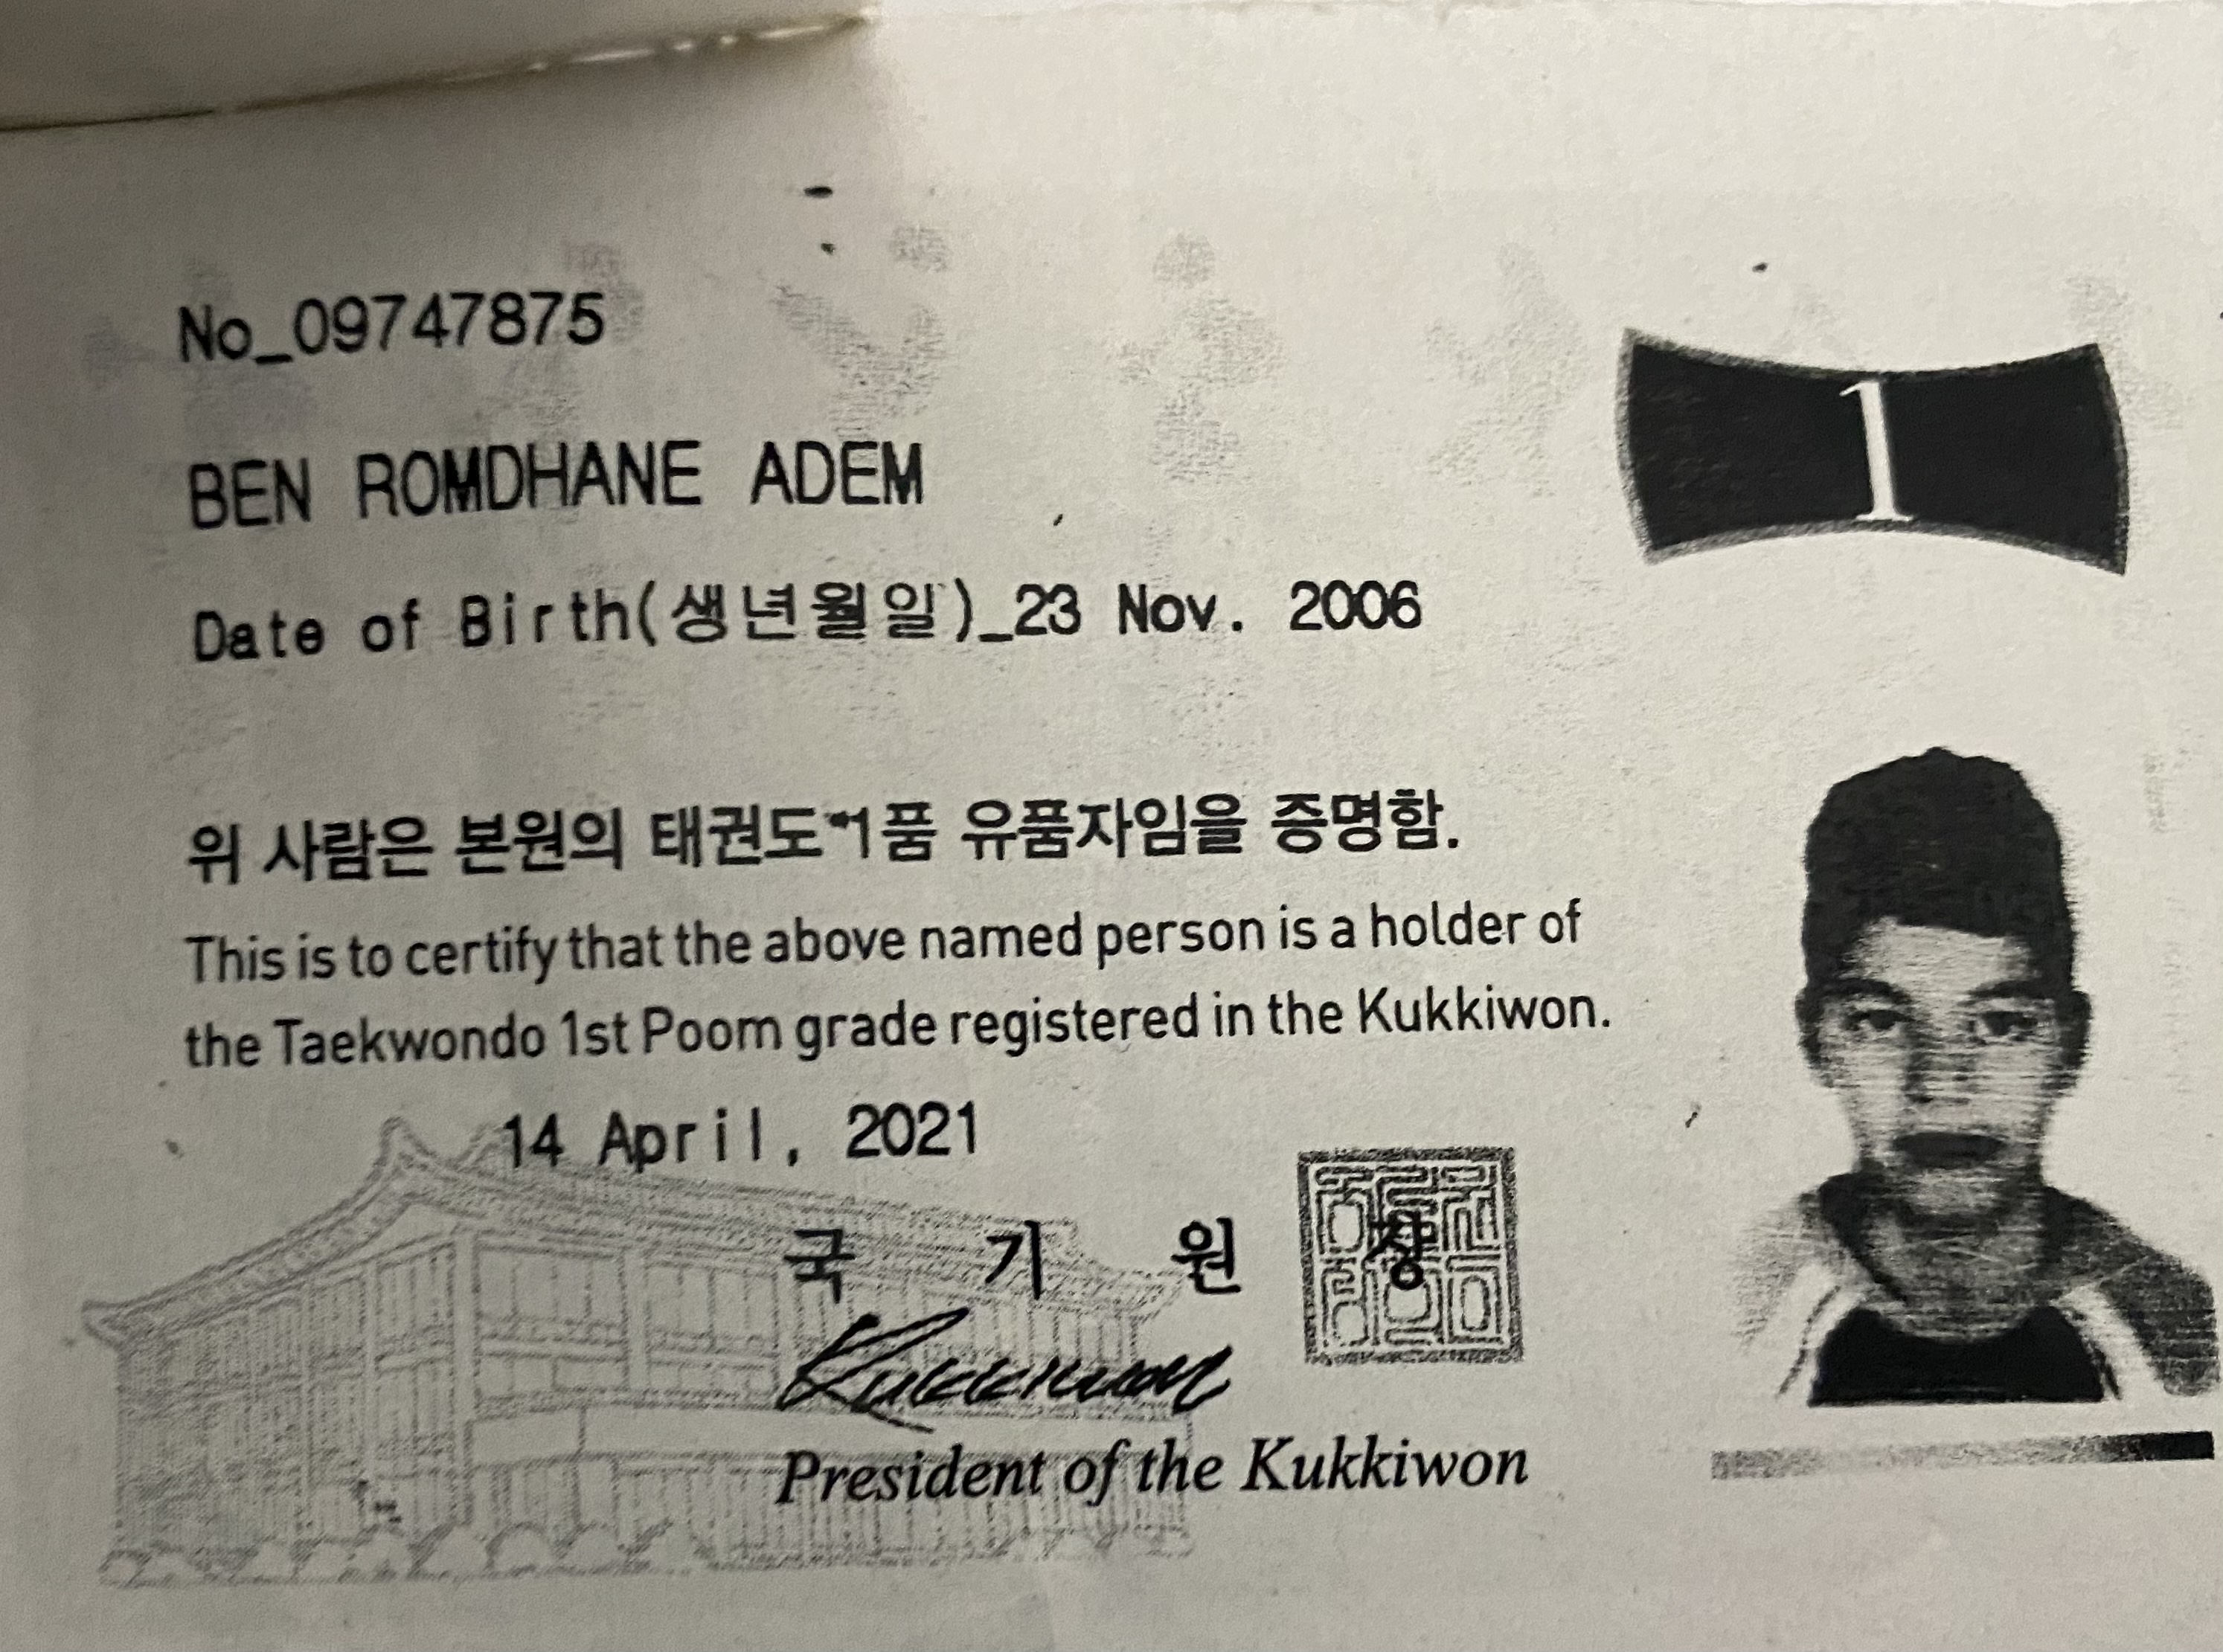 No_09747875
1
BEN ROMDHANE ADEM
Date of Birth(생년월일)_23 Nov. 2006
위 사람은 본원의 태권도 1품 유품자임을 증명함.
This is to certify that the above named person is a holder of
the Taekwondo 1st Poom grade registered in the Kukkiwon.
14 April, 2021
국 기 원 장
Kukkiwon
President of the Kukkiwon